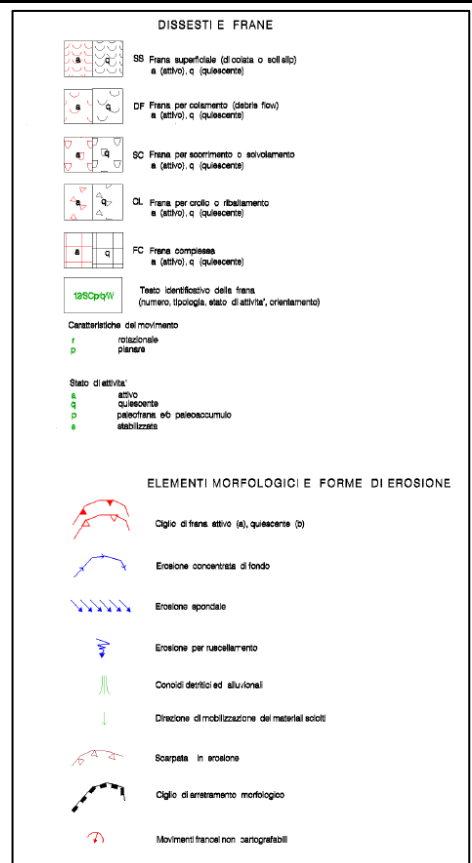 DISSESTI E FRANE
a q SS Frana superficiale (di colata o soil slip)
a (attivo), q (quiescente)
a q DF Frana per colamento (debris flow)
a (attivo), q (quiescente)
a q SC Frana per scorrimento o scivolamento
a (attivo), q (quiescente)
a q CL Frana per crollo o ribaltamento
a (attivo), q (quiescente)
a q FC Frana complessa
a (attivo), q (quiescente)
12/SCp/q/W Testo identificativo della frana
(numero, tipologia, stato di attivita', orientamento)
Caratteristiche del movimento
r rotazionale
p planare
Stato di attivita'
a attivo
q quiescente
p paleofrana e/o paleoaccumulo
s stabilizzata
ELEMENTI MORFOLOGICI E FORME DI EROSIONE
Ciglio di frana attivo (a), quiescente (b)
Erosione concentrata di fondo
Erosione spondale
Erosione per ruscellamento
Conoidi detritici ed alluvionali
Direzione di mobilizzazione dei materiali sciolti
Scarpata in erosione
Ciglio di arretramento morfologico
Movimenti franosi non cartografabili